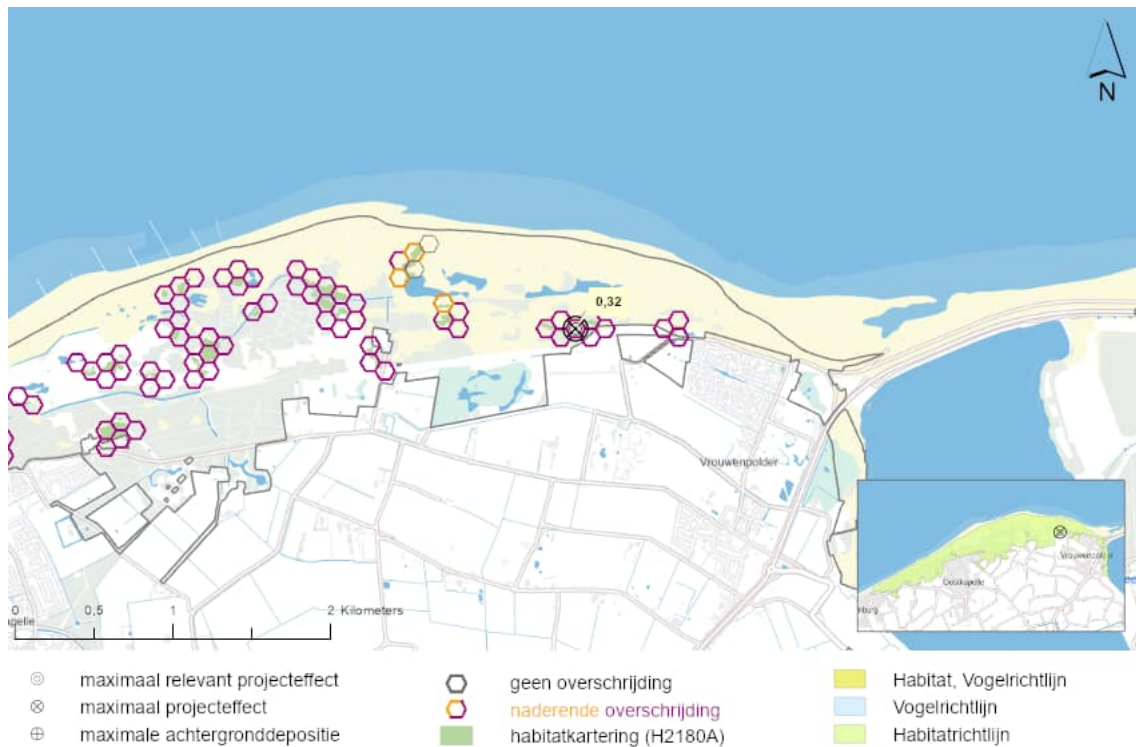 N
0,32
Vrouwenpolder
0 0,5 1 2 Kilometers
Vrouwenpolder
Oostkapelle
maximaal relevant projecteffect
maximaal projecteffect
maximale achtergronddepositie
geen overschrijding
naderende overschrijding
habitatkartering (H2180A)
Habitat, Vogelrichtlijn
Vogelrichtlijn
Habitatrichtlijn